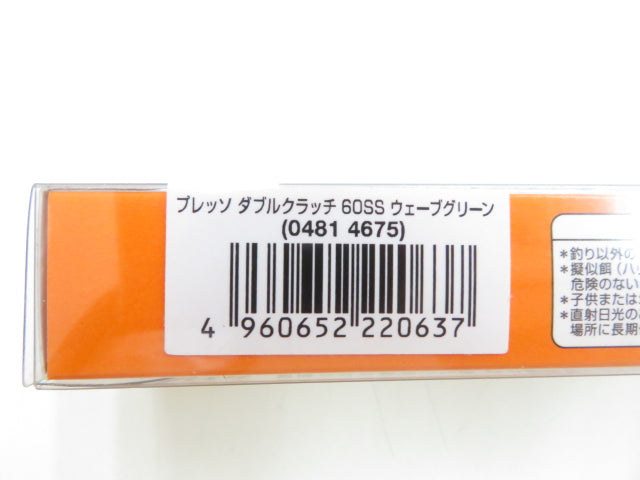 プレッソ ダブルクラッチ 60SS ウェーブグリーン
(0481 4675)
4 960652 220637
*釣り以外の
*擬似餌(ハ
危険のない
*子供または
*直射日光の
場所に長期